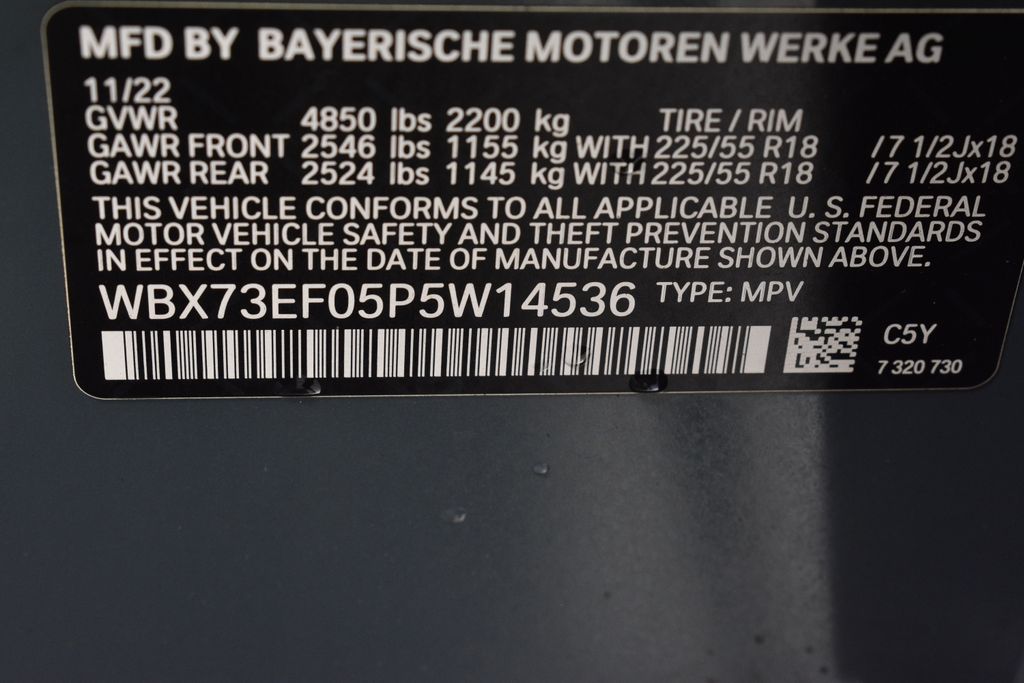 MFD BY BAYERISCHE MOTOREN WERKE AG
11/22
GVWR 4850 lbs 2200 kg TIRE / RIM
GAWR FRONT 2546 lbs 1155 kg WITH 225/55 R18 /7 1/2Jx18
GAWR REAR 2524 lbs 1145 kg WITH 225/55 R18 /7 1/2Jx18
THIS VEHICLE CONFORMS TO ALL APPLICABLE U. S. FEDERAL
MOTOR VEHICLE SAFETY AND THEFT PREVENTION STANDARDS
IN EFFECT ON THE DATE OF MANUFACTURE SHOWN ABOVE.
WBX73EF05P5W14536 TYPE: MPV
C5Y
7 320 730